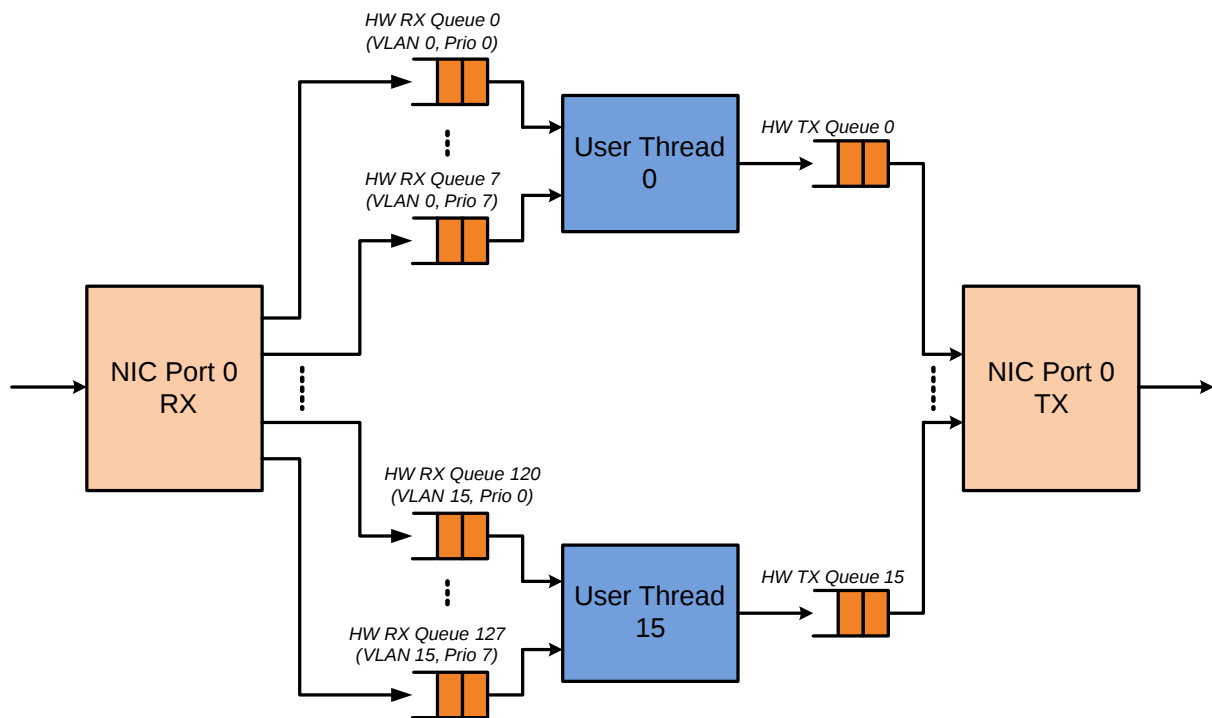 HW RX Queue 0
(VLAN 0, Prio 0)
HW RX Queue 7
(VLAN 0, Prio 7)
User Thread
0
HW TX Queue 0
NIC Port 0
RX
NIC Port 0
TX
HW RX Queue 120
(VLAN 15, Prio 0)
HW RX Queue 127
(VLAN 15, Prio 7)
User Thread
15
HW TX Queue 15